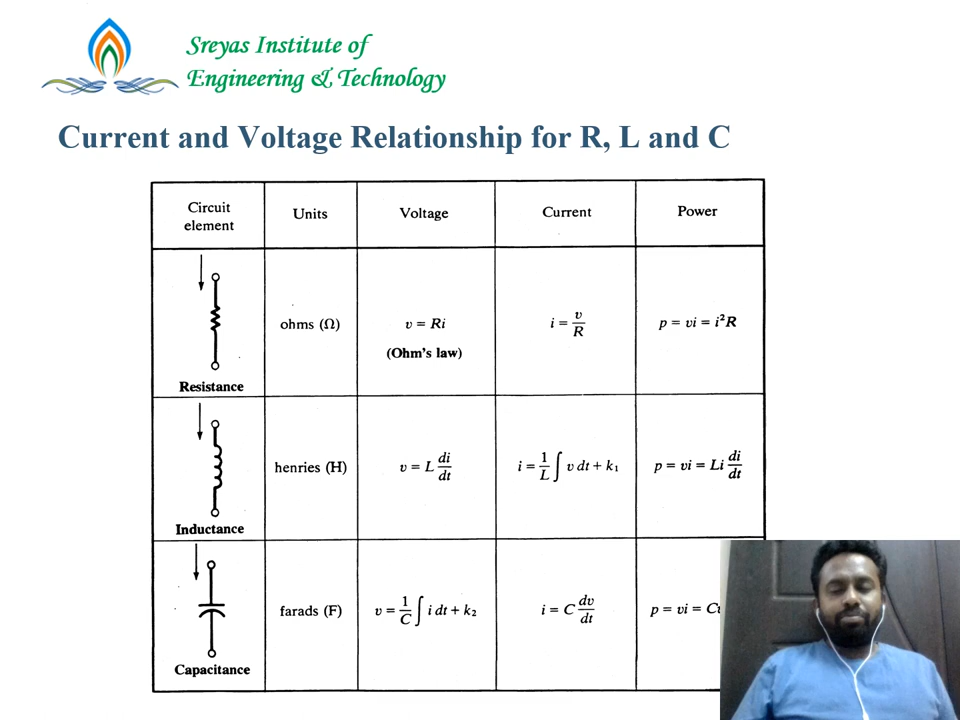 Sreyas Institute of
Engineering & Technology
Current and Voltage Relationship for R, L and C
Circuit element Units Voltage Current Power
Resistance ohms (Ω) v = Ri (Ohm's law) i = v/R p = vi = i²R
Inductance henries (H) v = L di/dt i = 1/L ∫ v dt + k₁ p = vi = Li di/dt
Capacitance farads (F) v = 1/C ∫ i dt + k₂ i = C dv/dt p = vi = C